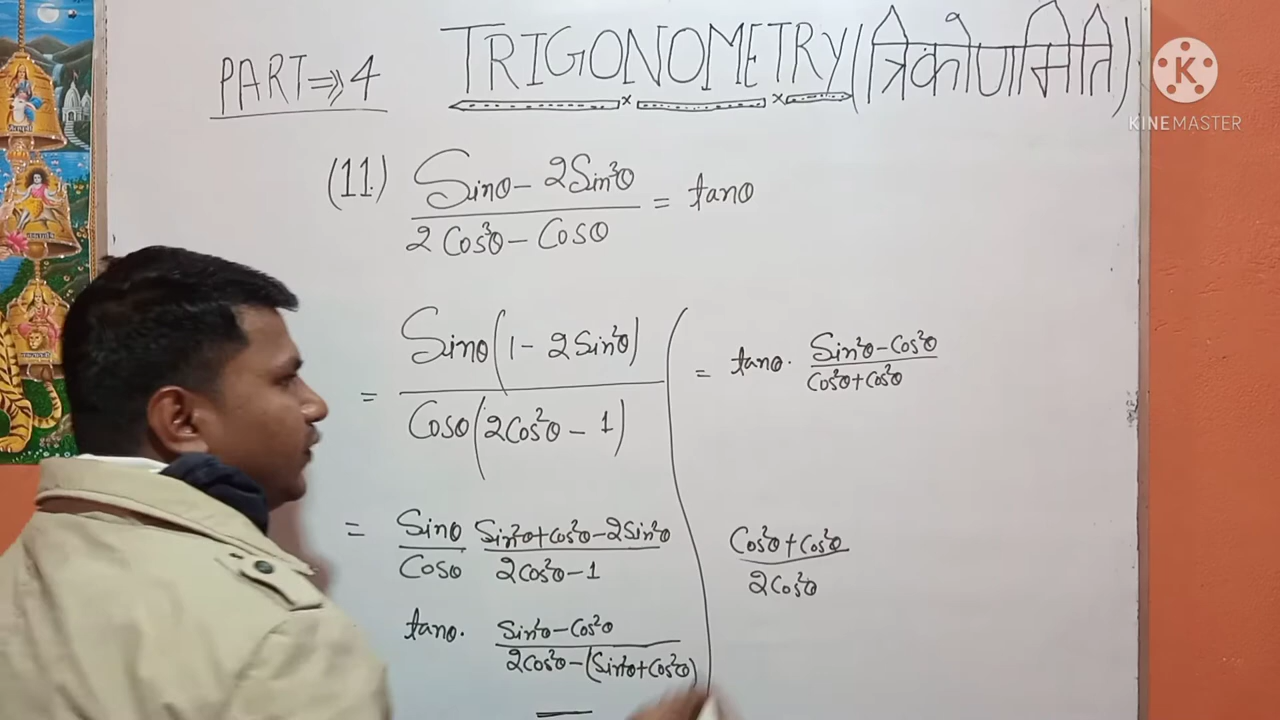 PART⇒4 TRIGONOMETRY(त्रिकोणमिति)
KINEMASTER
(11.) (Sinθ - 2Sin³θ)/(2Cos³θ - Cosθ) = tanθ
= Sinθ(1 - 2Sin²θ)/Cosθ(2Cos²θ - 1)
= Sinθ/Cosθ (Sin²θ+Cos²θ-2Sin²θ)/(2Cos²θ-1)
tanθ. (Sin²θ-Cos²θ)/(2Cos²θ-(Sin²θ+Cos²θ))
= tanθ. (Sin²θ-Cos²θ)/(Cos²θ+Cos²θ)
(Cos²θ+Cos²θ)/(2Cos²θ)